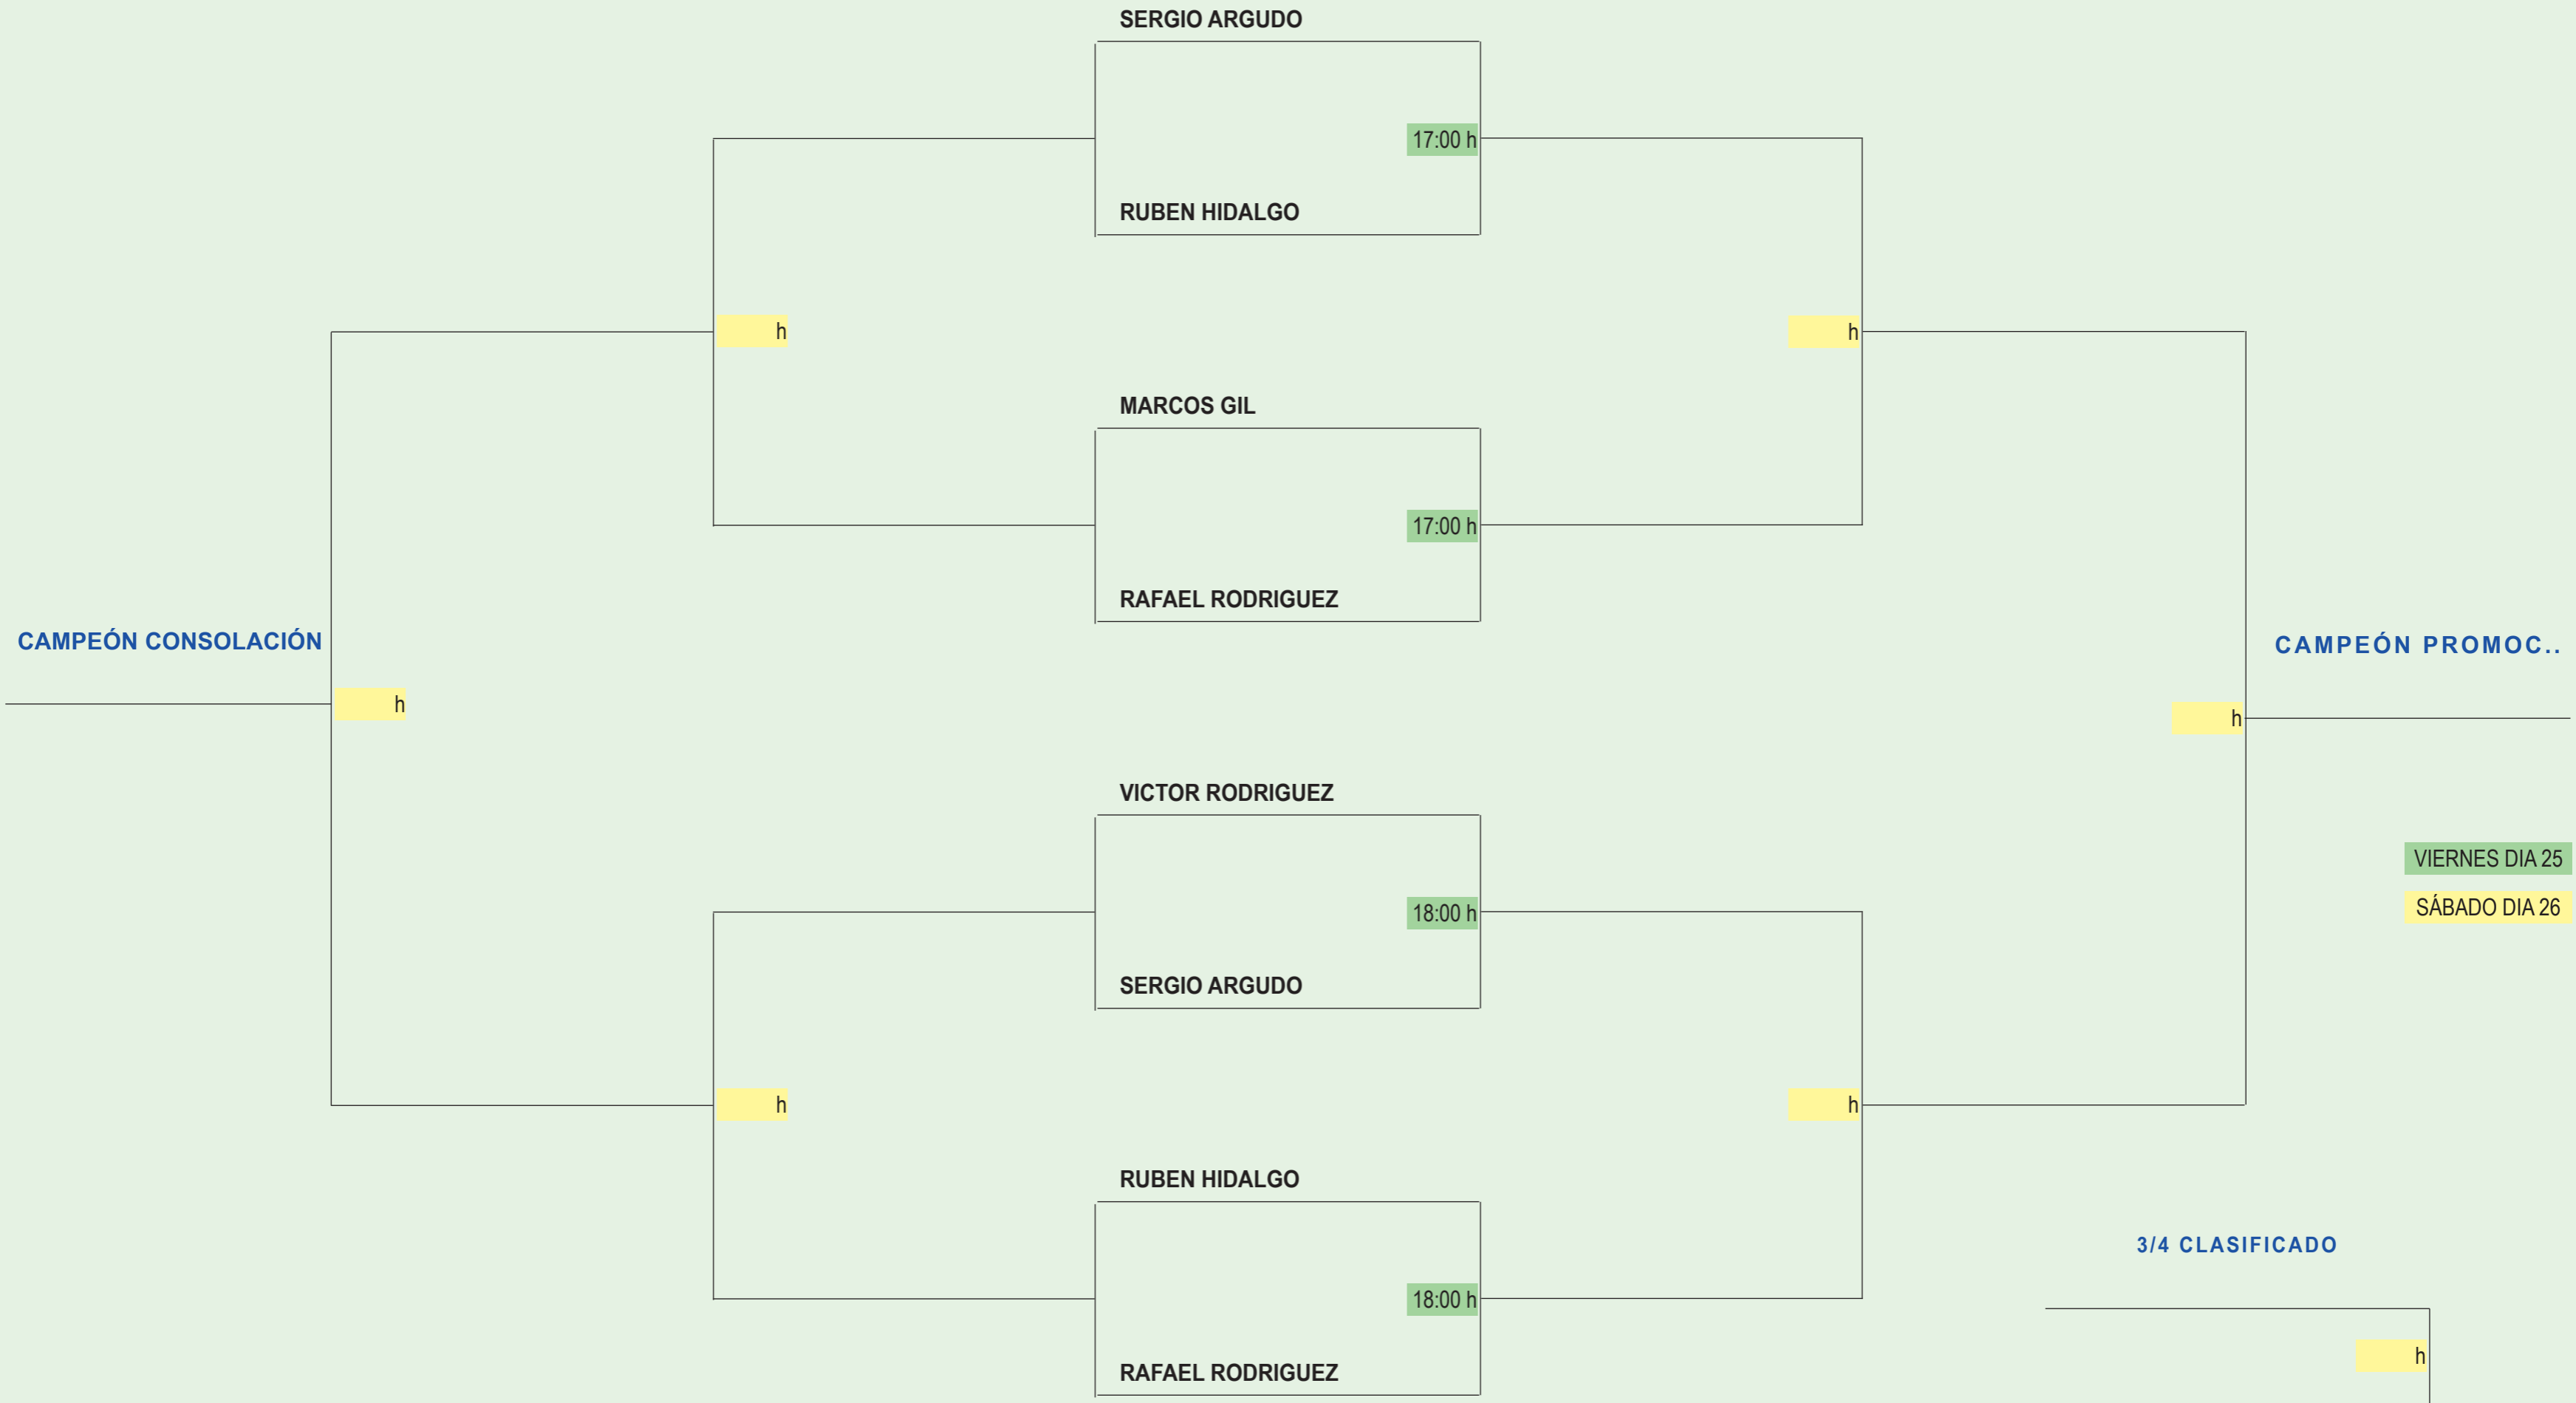 SERGIO ARGUDO
17:00 h
RUBEN HIDALGO
h
h
MARCOS GIL
17:00 h
RAFAEL RODRIGUEZ
CAMPEÓN CONSOLACIÓN
CAMPEÓN PROMOC..
h
h
VICTOR RODRIGUEZ
VIERNES DIA 25
18:00 h
SÁBADO DIA 26
SERGIO ARGUDO
h
h
RUBEN HIDALGO
3/4 CLASIFICADO
18:00 h
h
RAFAEL RODRIGUEZ